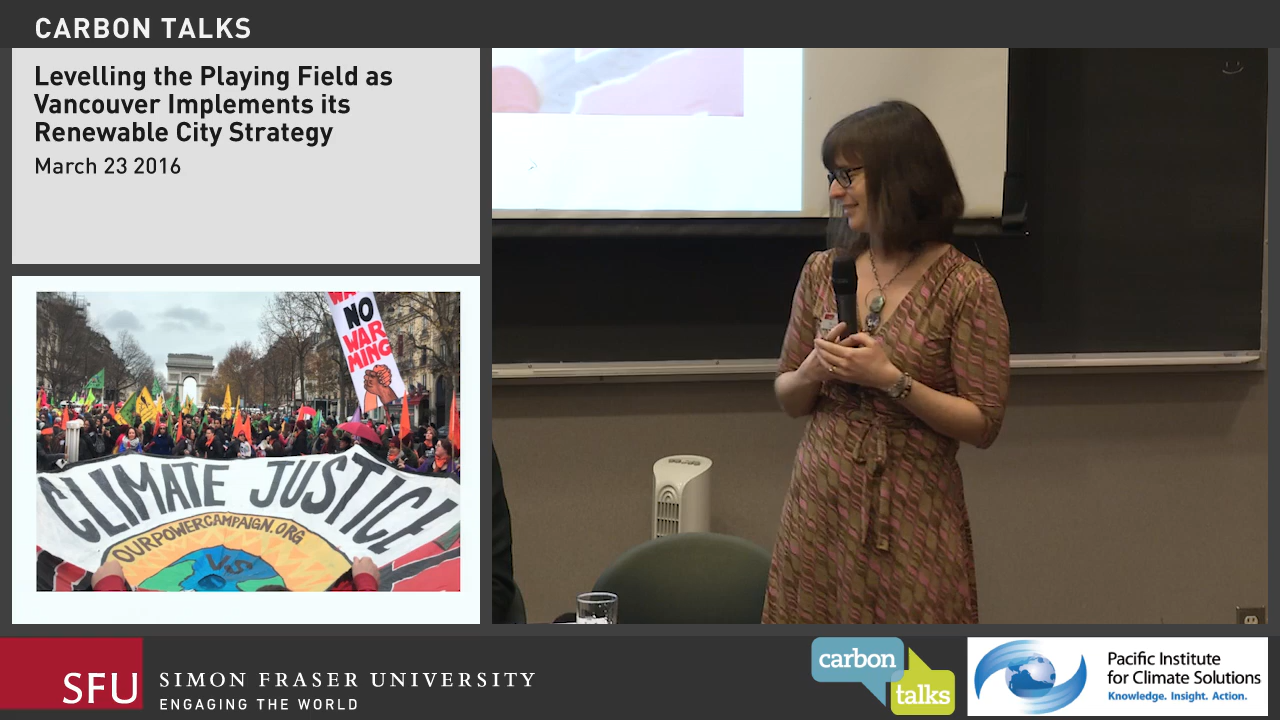 CARBON TALKS
Levelling the Playing Field as
Vancouver Implements its
Renewable City Strategy
March 23 2016
NO
WAR
MING
CLIMATE JUSTICE
OURPOWERCAMPAIGN.ORG
SFU
SIMON FRASER UNIVERSITY
ENGAGING THE WORLD
carbon
talks
Pacific Institute
for Climate Solutions
Knowledge. Insight. Action.